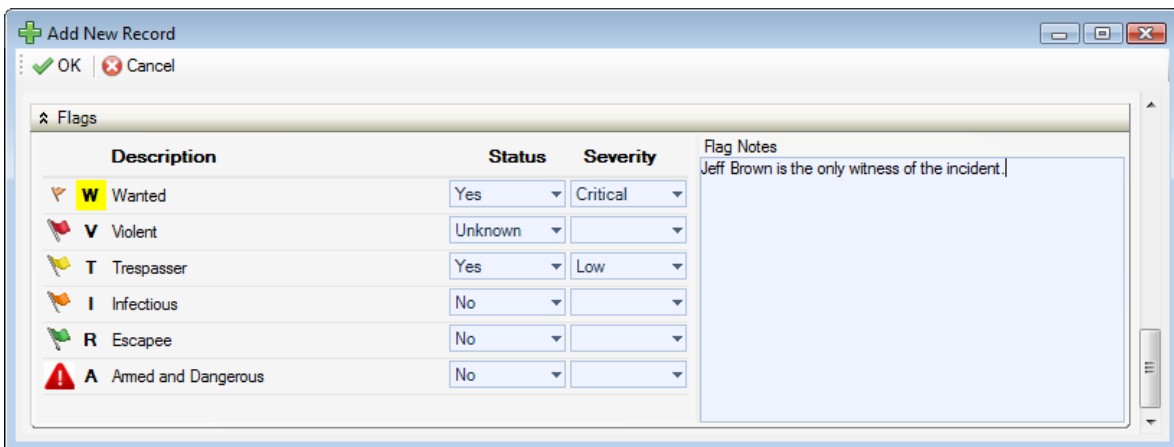 Add New Record
OK Cancel
Flags
Description Status Severity Flag Notes
Jeff Brown is the only witness of the incident.
W Wanted Yes Critical
V Violent Unknown
T Trespasser Yes Low
I Infectious No
R Escapee No
A Armed and Dangerous No